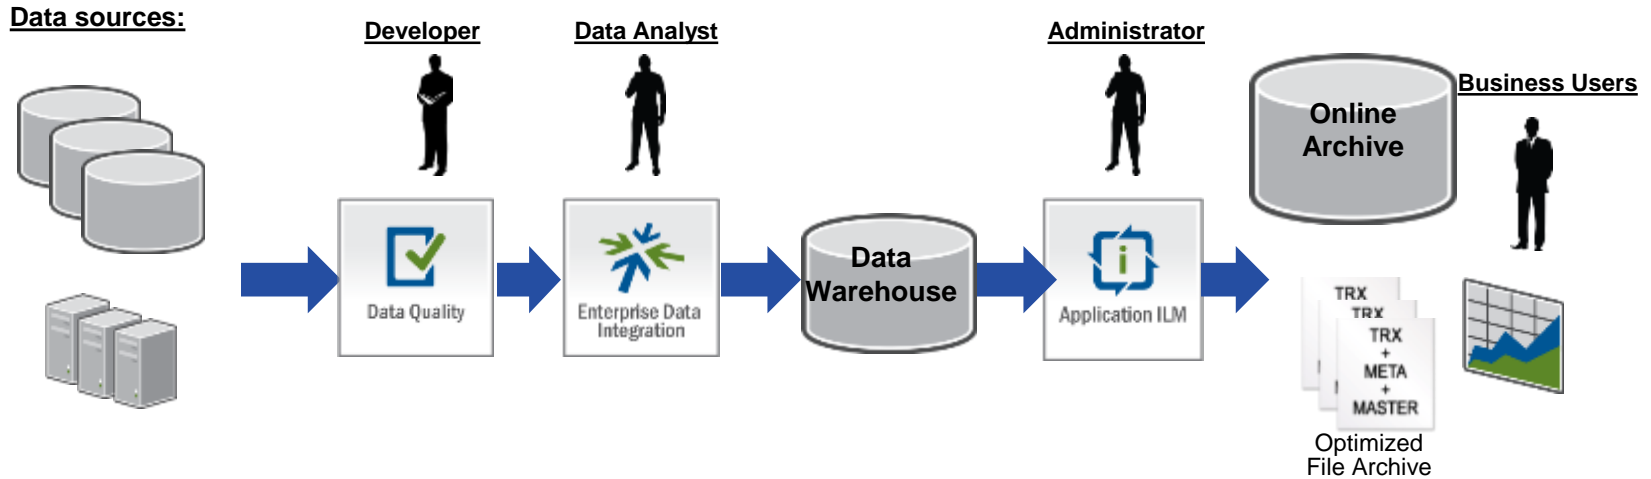 Data sources:
Developer
Data Analyst
Administrator
Business Users
Online
Archive
Data
Warehouse
Data Quality
Enterprise Data
Integration
Application ILM
TRX
TRX
TRX
+
META
+
MASTER
Optimized
File Archive